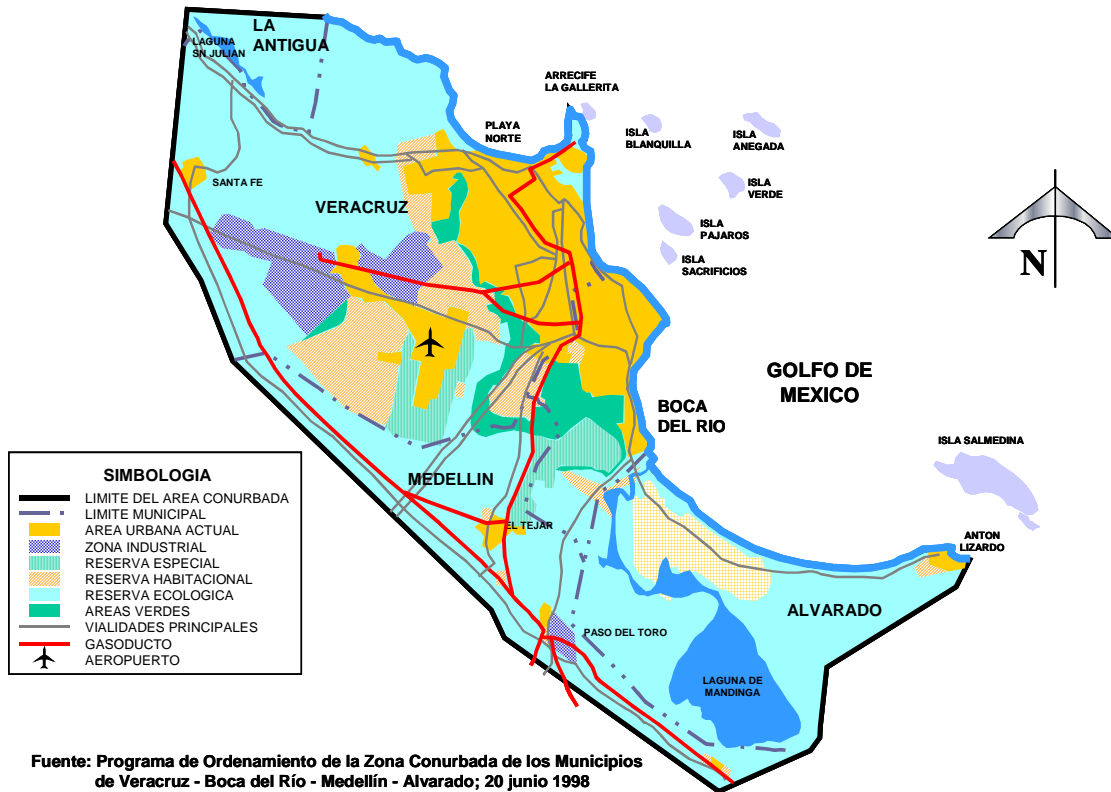 LA
ANTIGUA
LAGUNA
SN JULIAN
ARRECIFE
LA GALLERITA
PLAYA
NORTE
ISLA
BLANQUILLA
ISLA
ANEGADA
SANTA FE
VERACRUZ
ISLA
VERDE
ISLA
PAJAROS
ISLA
SACRIFICIOS
N
GOLFO DE
MEXICO
BOCA
DEL RIO
ISLA SALMEDINA
MEDELLIN
EL TEJAR
ANTON
LIZARDO
ALVARADO
PASO DEL TORO
LAGUNA DE
MANDINGA
SIMBOLOGIA
LIMITE DEL AREA CONURBADA
LIMITE MUNICIPAL
AREA URBANA ACTUAL
ZONA INDUSTRIAL
RESERVA ESPECIAL
RESERVA HABITACIONAL
RESERVA ECOLOGICA
AREAS VERDES
VIALIDADES PRINCIPALES
GASODUCTO
AEROPUERTO
Fuente: Programa de Ordenamiento de la Zona Conurbada de los Municipios
de Veracruz - Boca del Río - Medellín - Alvarado; 20 junio 1998